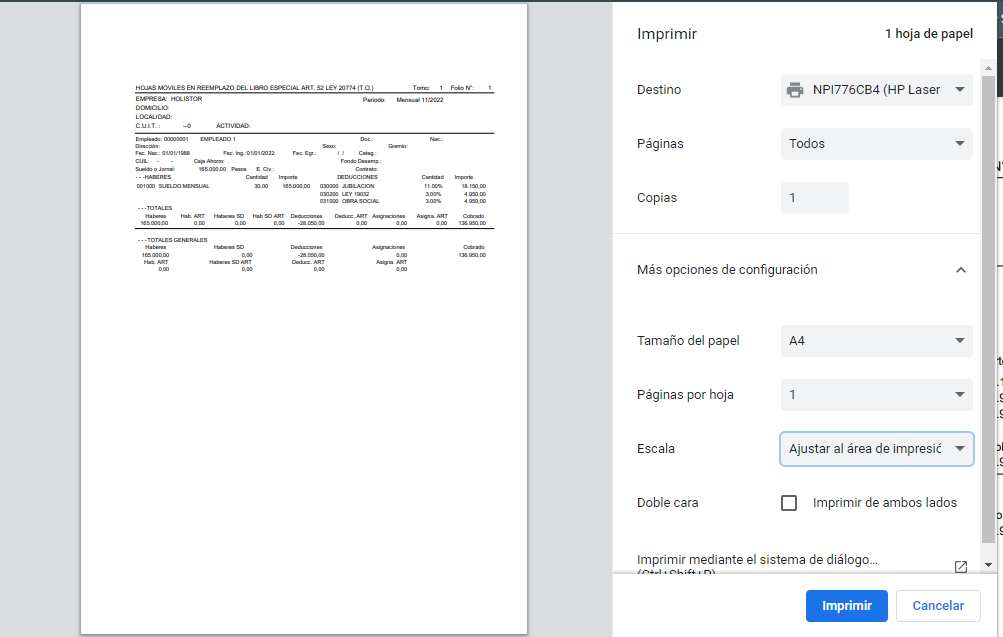 HOJAS MOVILES EN REEMPLAZO DEL LIBRO ESPECIAL ART. 52 LEY 20774 (T.O.) Tomo: 1 Folio N°: 1
EMPRESA: HOLISTOR Período: Mensual 11/2022
DOMICILIO:
LOCALIDAD:
C.U.I.T. : --0 ACTIVIDAD:
Empleado: 00000001 EMPLEADO 1 Doc.: Nac.:
Dirección: Sexo: Gremio:
Fec. Nac.: 01/01/1988 Fec. Ing.:01/01/2022 Fec. Egr.: / / Categ.:
CUIL: - - Caja Ahorro: Fondo Desemp.:
Sueldo o Jornal: 165.000,00 Pesos E. Civ.: Contrato:
---HABERES Cantidad Importe DEDUCCIONES Cantidad Importe
001000 SUELDO MENSUAL 30.00 165.000,00 030000 JUBILACION 11.00% 18.150,00
030200 LEY 19032 3.00% 4.950,00
031000 OBRA SOCIAL 3.00% 4.950,00
---TOTALES
Haberes Hab. ART Haberes SD Hab SD ART Deducciones Deducc. ART Asignaciones Asigna. ART Cobrado
165.000,00 0,00 0,00 0,00 -28.050,00 0,00 0,00 0,00 136.950,00
---TOTALES GENERALES
Haberes Haberes SD Deducciones Asignaciones Cobrado
165.000,00 0,00 -28.050,00 0,00 136.950,00
Hab. ART Haberes SD ART Deducc. ART Asigna. ART
0,00 0,00 0,00 0,00
Imprimir 1 hoja de papel
Destino NPI776CB4 (HP Laser
Páginas Todos
Copias 1
Más opciones de configuración
Tamaño del papel A4
Páginas por hoja 1
Escala Ajustar al área de impresió
Doble cara Imprimir de ambos lados
Imprimir mediante el sistema de diálogo…
(Ctrl+Shift+P)
Imprimir Cancelar